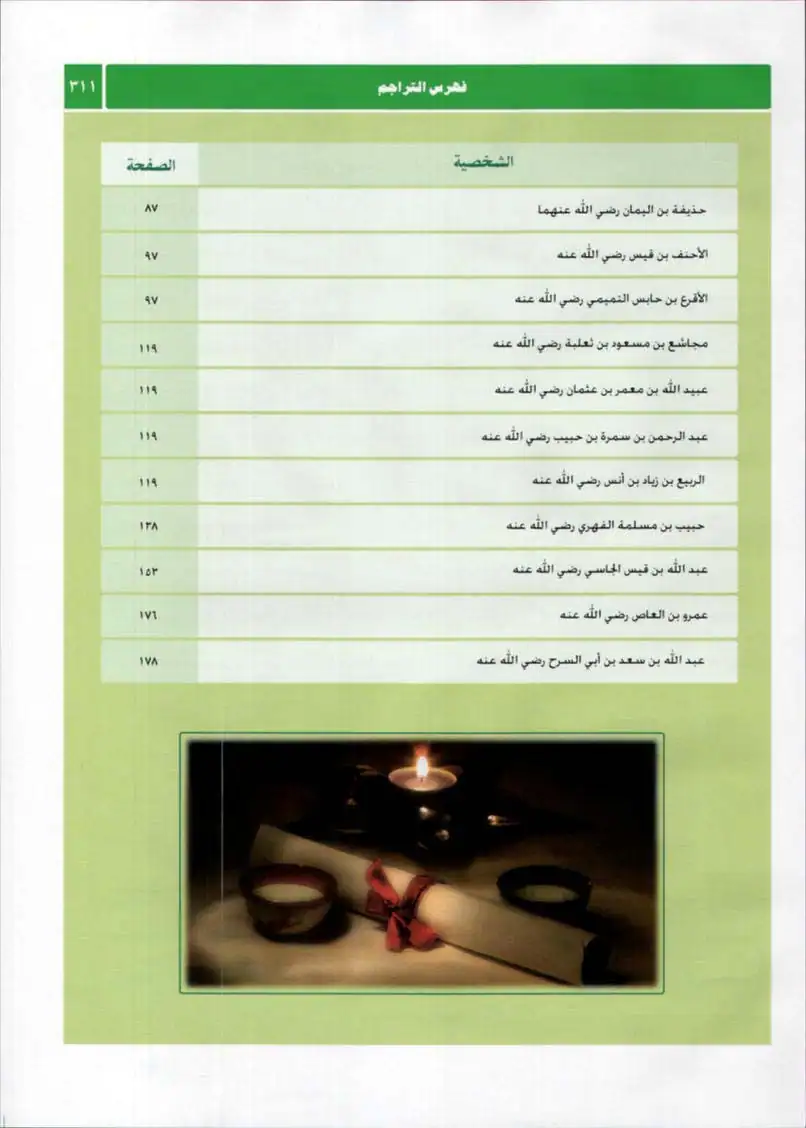 فهرس التراجم ٣١١
الشخصية الصفحة
حذيفة بن اليمان رضي الله عنهما ٨٧
الأحنف بن قيس رضي الله عنه ٩٧
الأقرع بن حابس التميمي رضي الله عنه ٩٧
مجاشع بن مسعود بن ثعلبة رضي الله عنه ١١٩
عبيد الله بن معمر بن عثمان رضي الله عنه ١١٩
عبد الرحمن بن سمرة بن حبيب رضي الله عنه ١١٩
الربيع بن زياد بن أنس رضي الله عنه ١١٩
حبيب بن مسلمة الفهري رضي الله عنه ١٣٨
عبد الله بن قيس الجاسي رضي الله عنه ١٥٣
عمرو بن العاص رضي الله عنه ١٧٦
عبد الله بن سعد بن أبي السرح رضي الله عنه ١٧٨